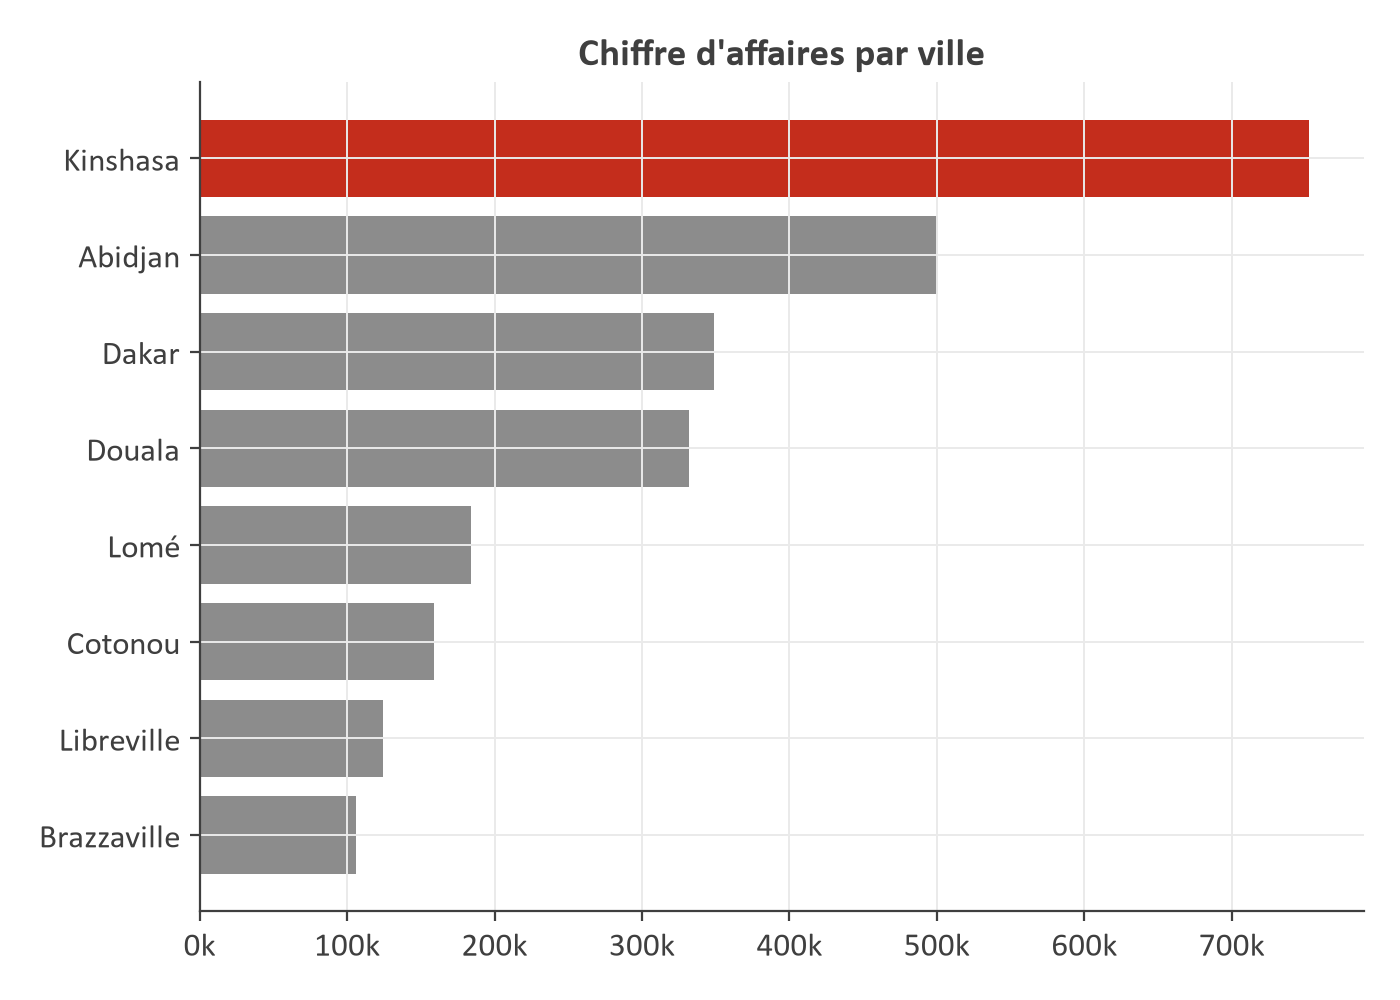 Chiffre d'affaires par ville
Kinshasa
Abidjan
Dakar
Douala
Lomé
Cotonou
Libreville
Brazzaville
0k 100k 200k 300k 400k 500k 600k 700k